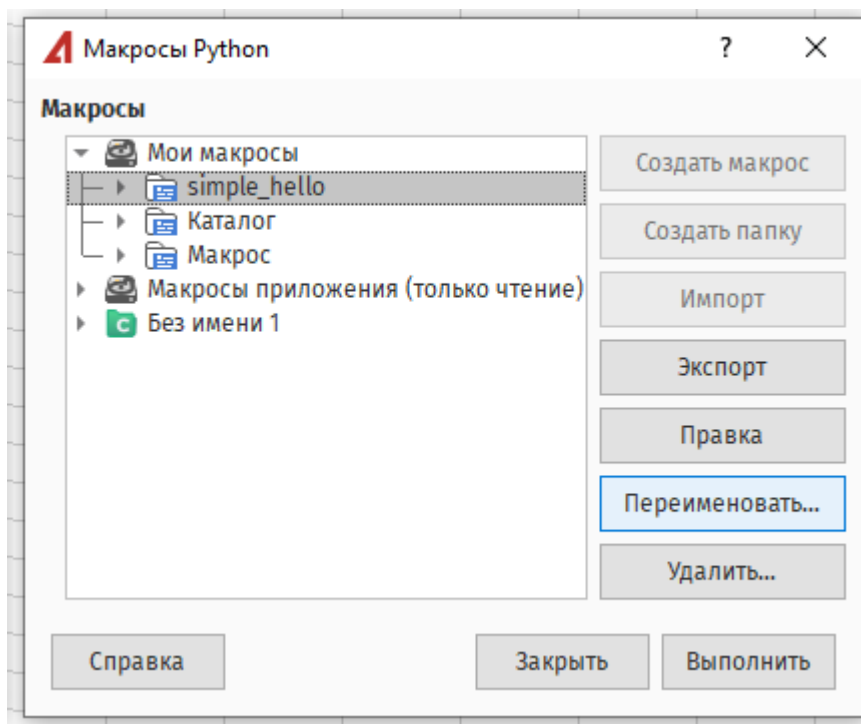 Макросы Python
?
Макросы
Мои макросы
simple_hello
Каталог
Макрос
Макросы приложения (только чтение)
C Без имени 1
Создать макрос
Создать папку
Импорт
Экспорт
Правка
Переименовать...
Удалить...
Справка
Закрыть
Выполнить